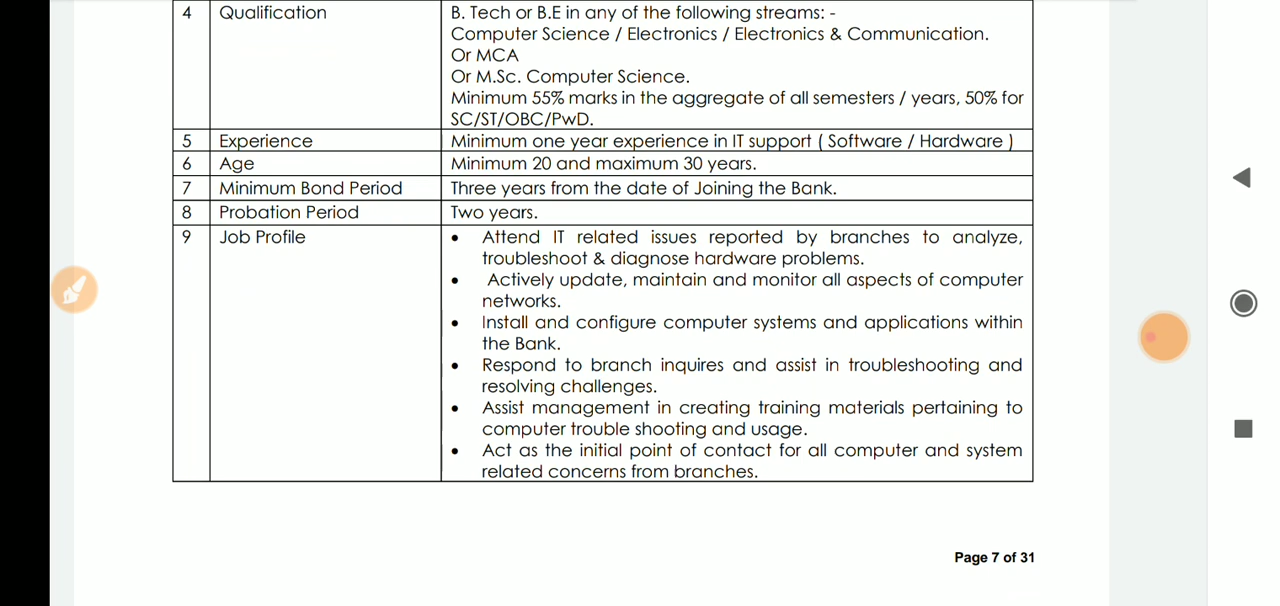 4 Qualification B. Tech or B.E in any of the following streams: -
Computer Science / Electronics / Electronics & Communication.
Or MCA
Or M.Sc. Computer Science.
Minimum 55% marks in the aggregate of all semesters / years, 50% for
SC/ST/OBC/PwD.
5 Experience Minimum one year experience in IT support ( Software / Hardware )
6 Age Minimum 20 and maximum 30 years.
7 Minimum Bond Period Three years from the date of Joining the Bank.
8 Probation Period Two years.
9 Job Profile • Attend IT related issues reported by branches to analyze,
troubleshoot & diagnose hardware problems.
• Actively update, maintain and monitor all aspects of computer
networks.
• Install and configure computer systems and applications within
the Bank.
• Respond to branch inquires and assist in troubleshooting and
resolving challenges.
• Assist management in creating training materials pertaining to
computer trouble shooting and usage.
• Act as the initial point of contact for all computer and system
related concerns from branches.
Page 7 of 31